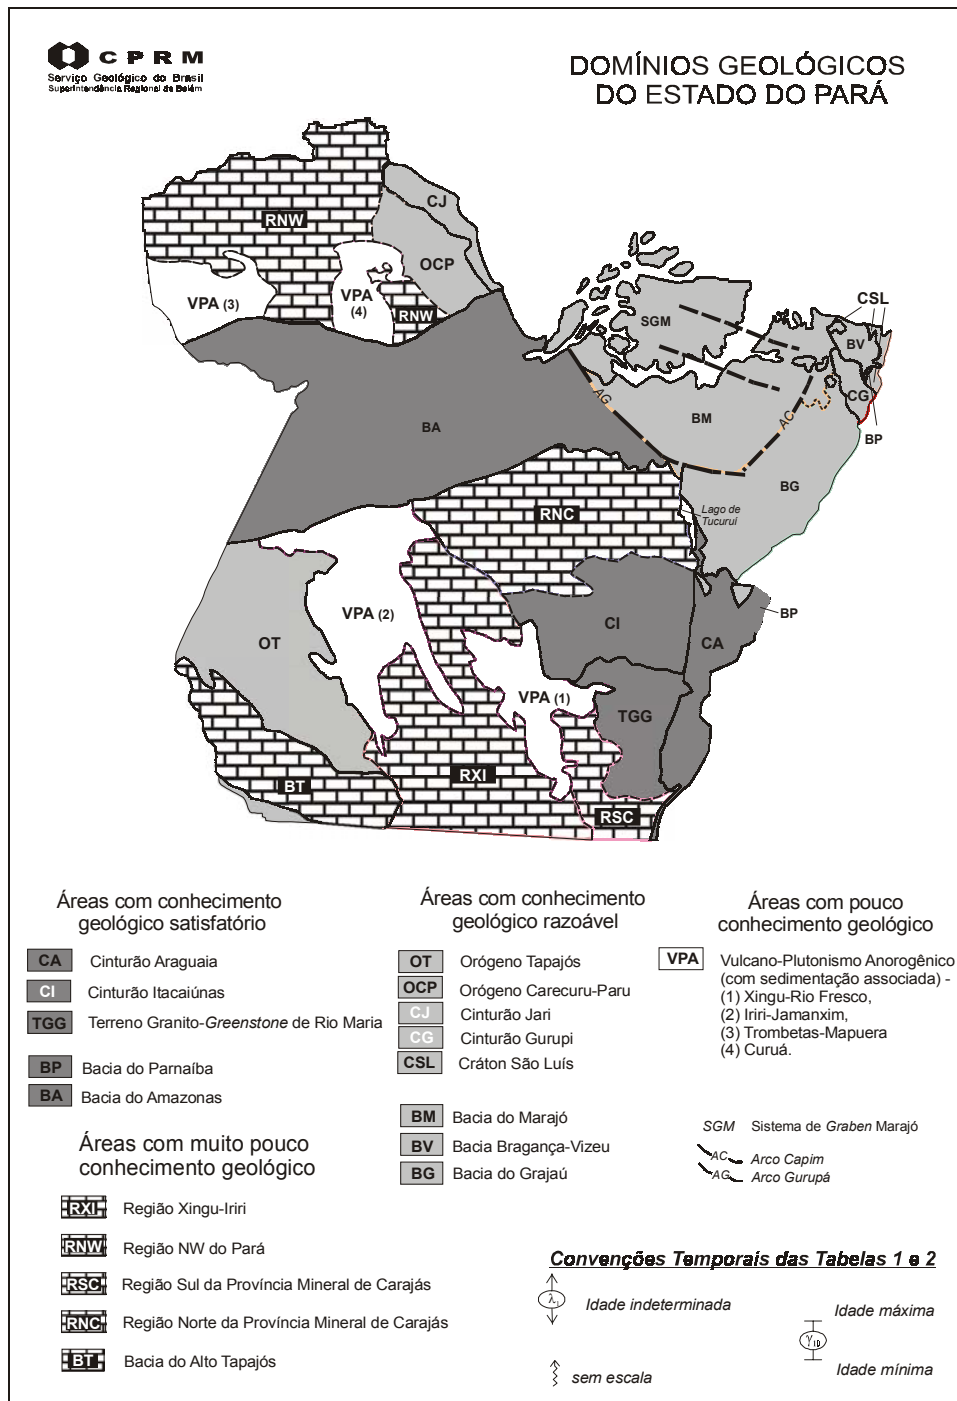 CPRM
Serviço Geológico do Brasil
Superintendência Regional de Belém
DOMÍNIOS GEOLÓGICOS
DO ESTADO DO PARÁ
CJ
RNW
OCP
VPA (3)
VPA
(4)
RNW
SGM
CSL
BV
CG
BP
AG
AC
BM
BA
BG
RNC
Lago de
Tucuruí
VPA (2)
BP
CI
CA
OT
VPA (1)
TGG
RXI
BT
RSC
Áreas com conhecimento
geológico satisfatório
CA Cinturão Araguaia
CI Cinturão Itacaiúnas
TGG Terreno Granito-Greenstone de Rio Maria
BP Bacia do Parnaíba
BA Bacia do Amazonas
Áreas com muito pouco
conhecimento geológico
RXI Região Xingu-Iriri
RNW Região NW do Pará
RSC Região Sul da Província Mineral de Carajás
RNC Região Norte da Província Mineral de Carajás
BT Bacia do Alto Tapajós
Áreas com conhecimento
geológico razoável
OT Orógeno Tapajós
OCP Orógeno Carecuru-Paru
CJ Cinturão Jari
CG Cinturão Gurupi
CSL Cráton São Luís
BM Bacia do Marajó
BV Bacia Bragança-Vizeu
BG Bacia do Grajaú
Áreas com pouco
conhecimento geológico
VPA Vulcano-Plutonismo Anorogênico
(com sedimentação associada) -
(1) Xingu-Rio Fresco,
(2) Iriri-Jamanxim,
(3) Trombetas-Mapuera
(4) Curuá.
SGM Sistema de Graben Marajó
AC Arco Capim
AG Arco Gurupá
Convenções Temporais das Tabelas 1 e 2
Idade indeterminada
Idade máxima
Idade mínima
sem escala